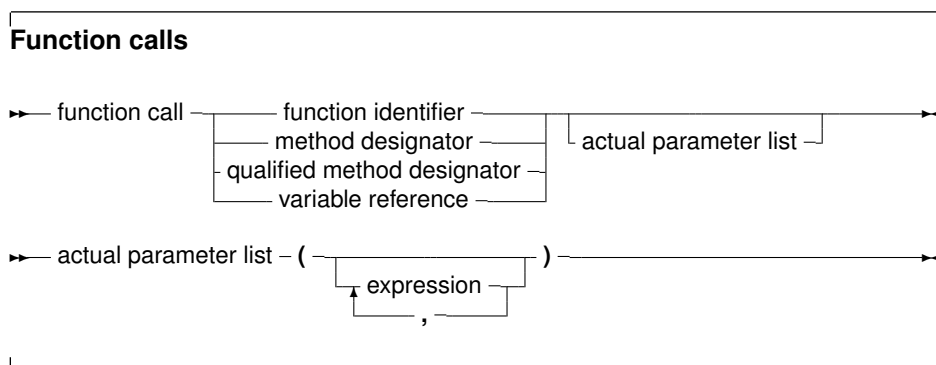 Function calls
function call function identifier
method designator actual parameter list
qualified method designator
variable reference
actual parameter list ( )
expression
,